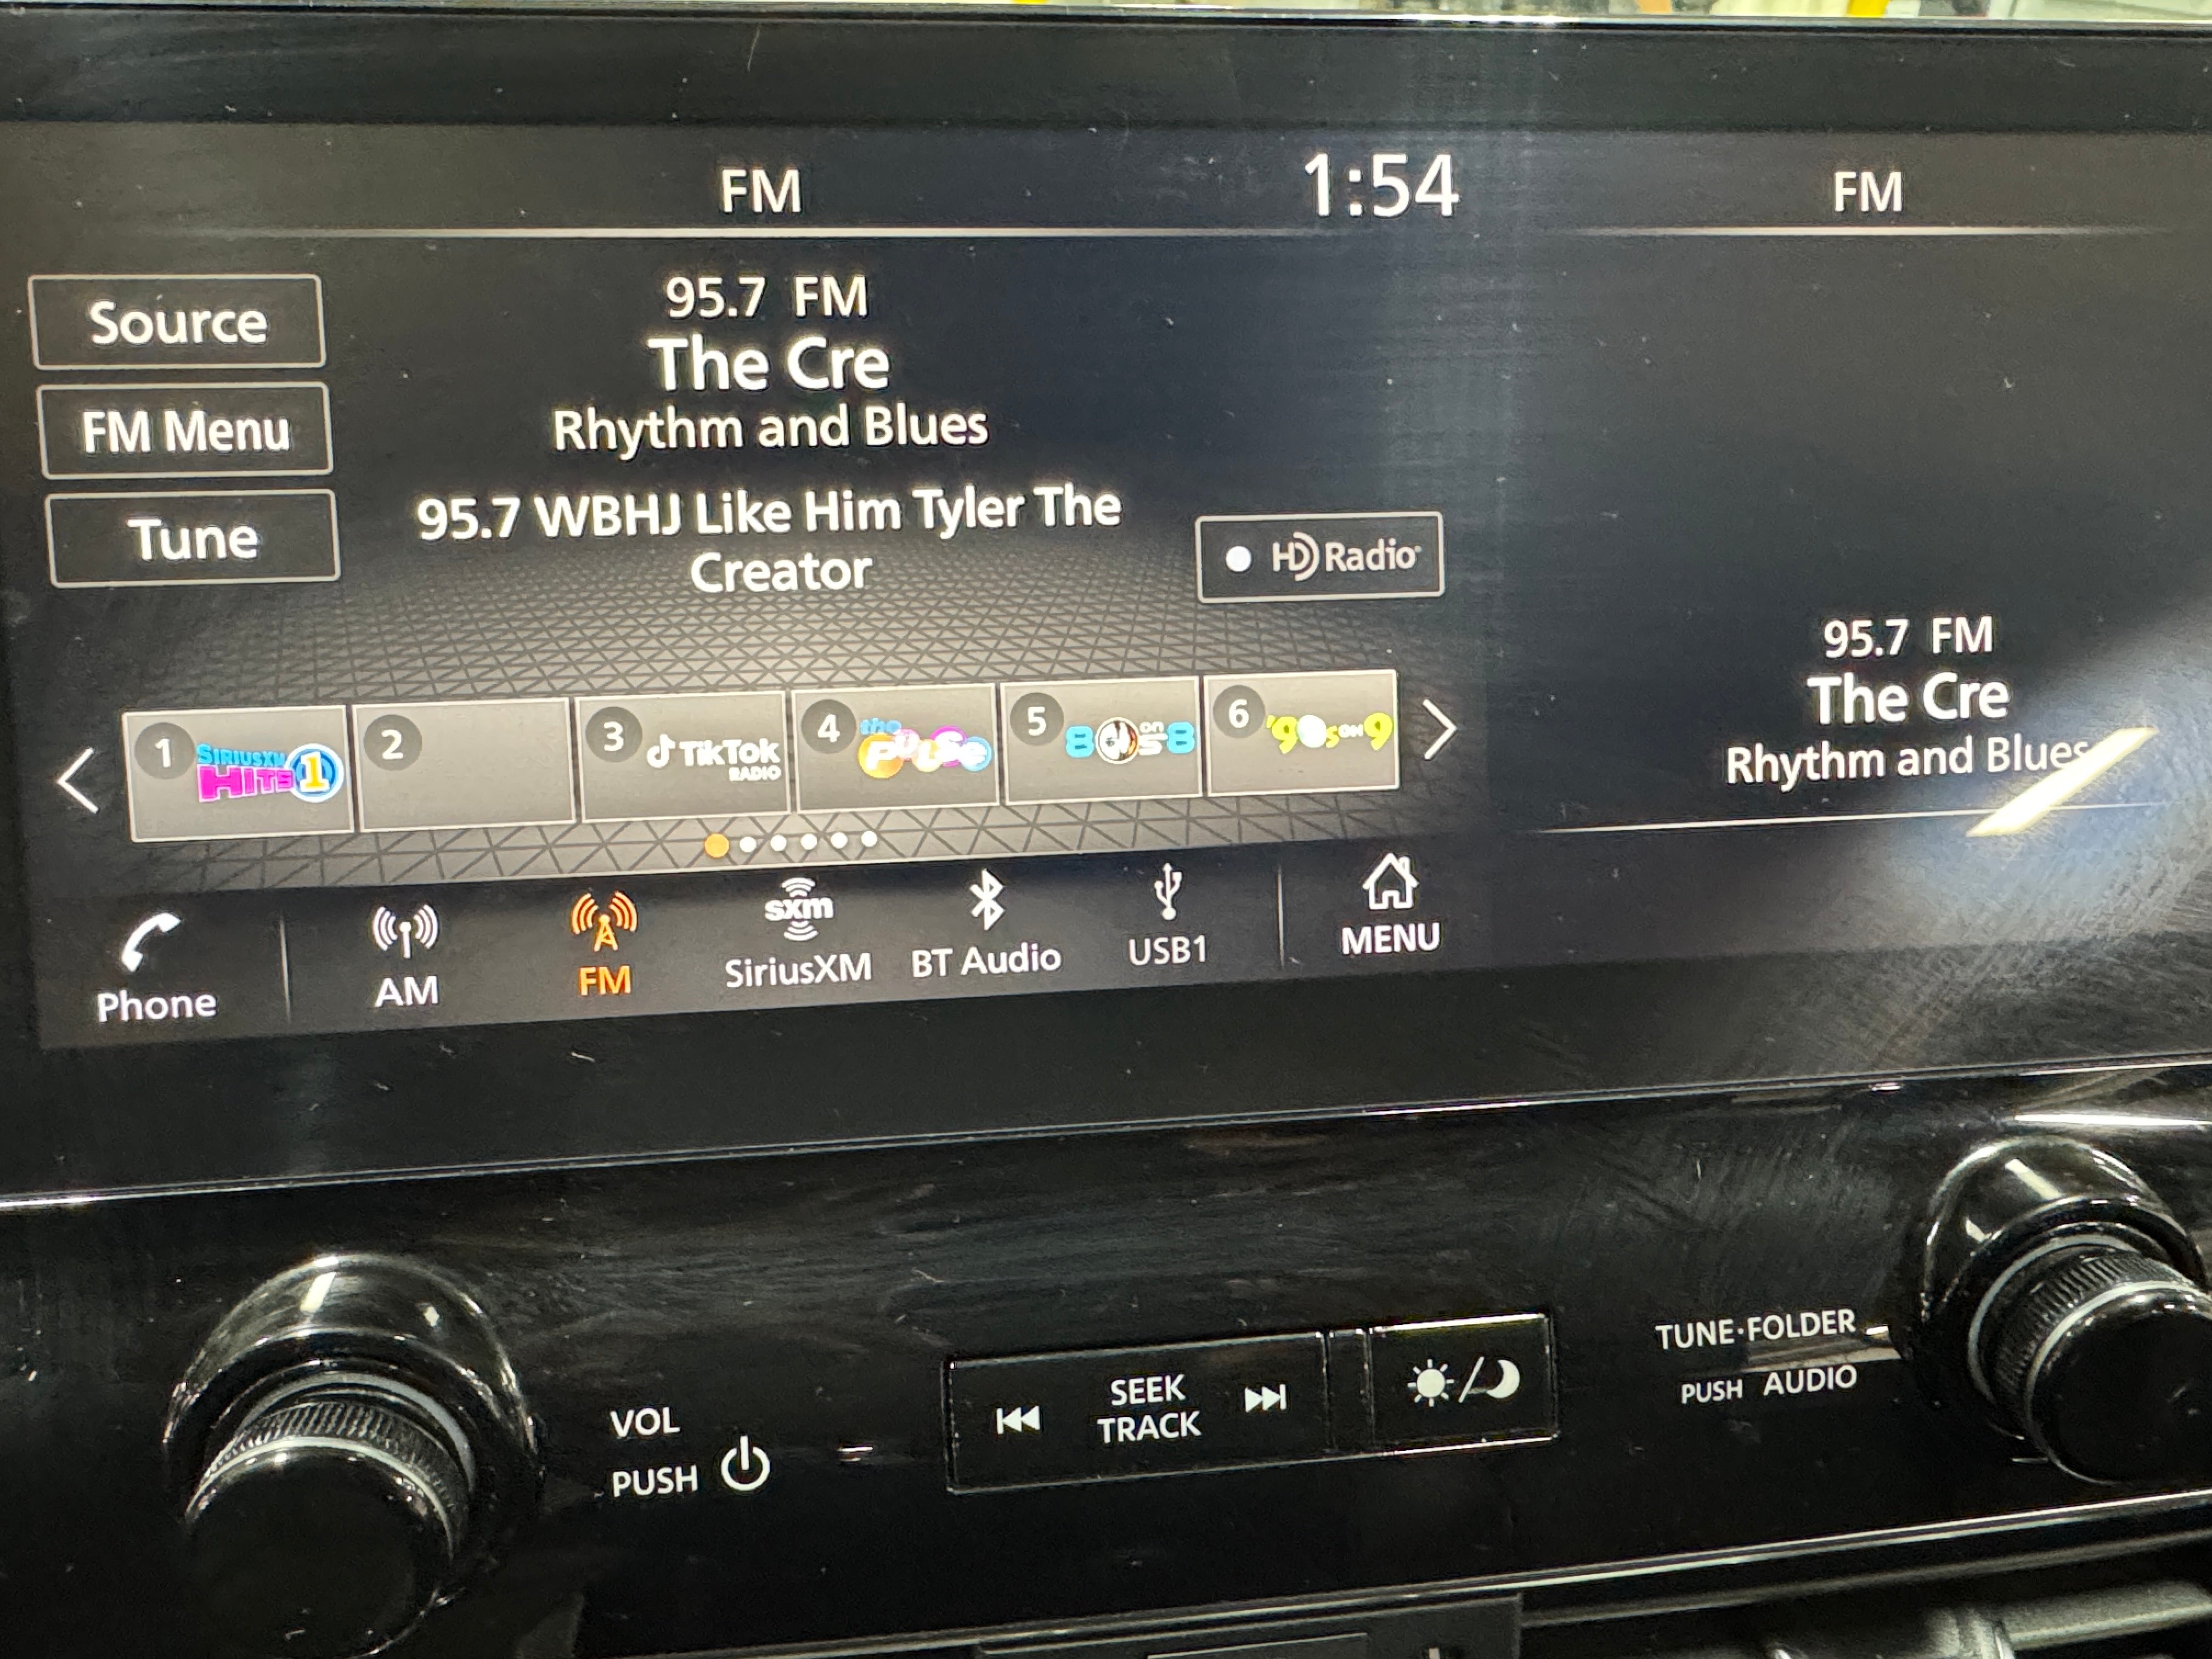 FM
1:54
FM
Source
FM Menu
Tune
95.7 FM
The Cre
Rhythm and Blues
95.7 WBHJ Like Him Tyler The
Creator
HD Radio
95.7 FM
The Cre
Rhythm and Blues
1 SIRIUSXM HITS 1
2
3 TikTok RADIO
4 the PULSE
5 80s on 8
6 '90s ON 9
Phone
AM
FM
sxm
SiriusXM
BT Audio
USB1
MENU
VOL
PUSH
SEEK
TRACK
TUNE·FOLDER
PUSH AUDIO